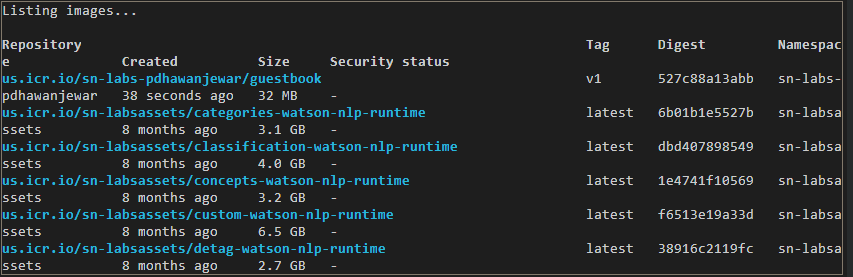 Listing images...
Repository Tag Digest Namespac
e Created Size Security status
us.icr.io/sn-labs-pdhawanjewar/guestbook v1 527c88a13abb sn-labs-
pdhawanjewar 38 seconds ago 32 MB -
us.icr.io/sn-labsassets/categories-watson-nlp-runtime latest 6b01b1e5527b sn-labsa
ssets 8 months ago 3.1 GB -
us.icr.io/sn-labsassets/classification-watson-nlp-runtime latest dbd407898549 sn-labsa
ssets 8 months ago 4.0 GB -
us.icr.io/sn-labsassets/concepts-watson-nlp-runtime latest 1e4741f10569 sn-labsa
ssets 8 months ago 3.2 GB -
us.icr.io/sn-labsassets/custom-watson-nlp-runtime latest f6513e19a33d sn-labsa
ssets 8 months ago 6.5 GB -
us.icr.io/sn-labsassets/detag-watson-nlp-runtime latest 38916c2119fc sn-labsa
ssets 8 months ago 2.7 GB -